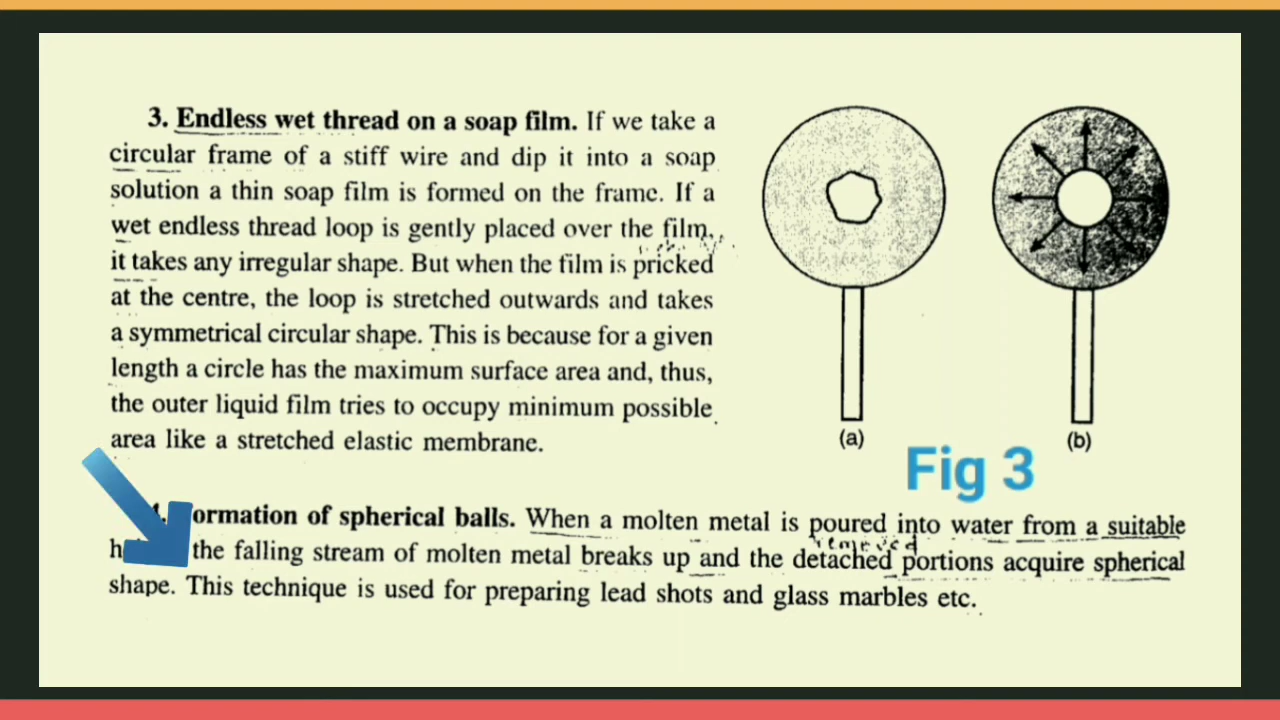 3. Endless wet thread on a soap film. If we take a
circular frame of a stiff wire and dip it into a soap
solution a thin soap film is formed on the frame. If a
wet endless thread loop is gently placed over the film,
it takes any irregular shape. But when the film is pricked
at the centre, the loop is stretched outwards and takes
a symmetrical circular shape. This is because for a given
length a circle has the maximum surface area and, thus,
the outer liquid film tries to occupy minimum possible
area like a stretched elastic membrane.
(a)
(b)
Fig 3
ormation of spherical balls. When a molten metal is poured into water from a suitable
removed
the falling stream of molten metal breaks up and the detached portions acquire spherical
shape. This technique is used for preparing lead shots and glass marbles etc.